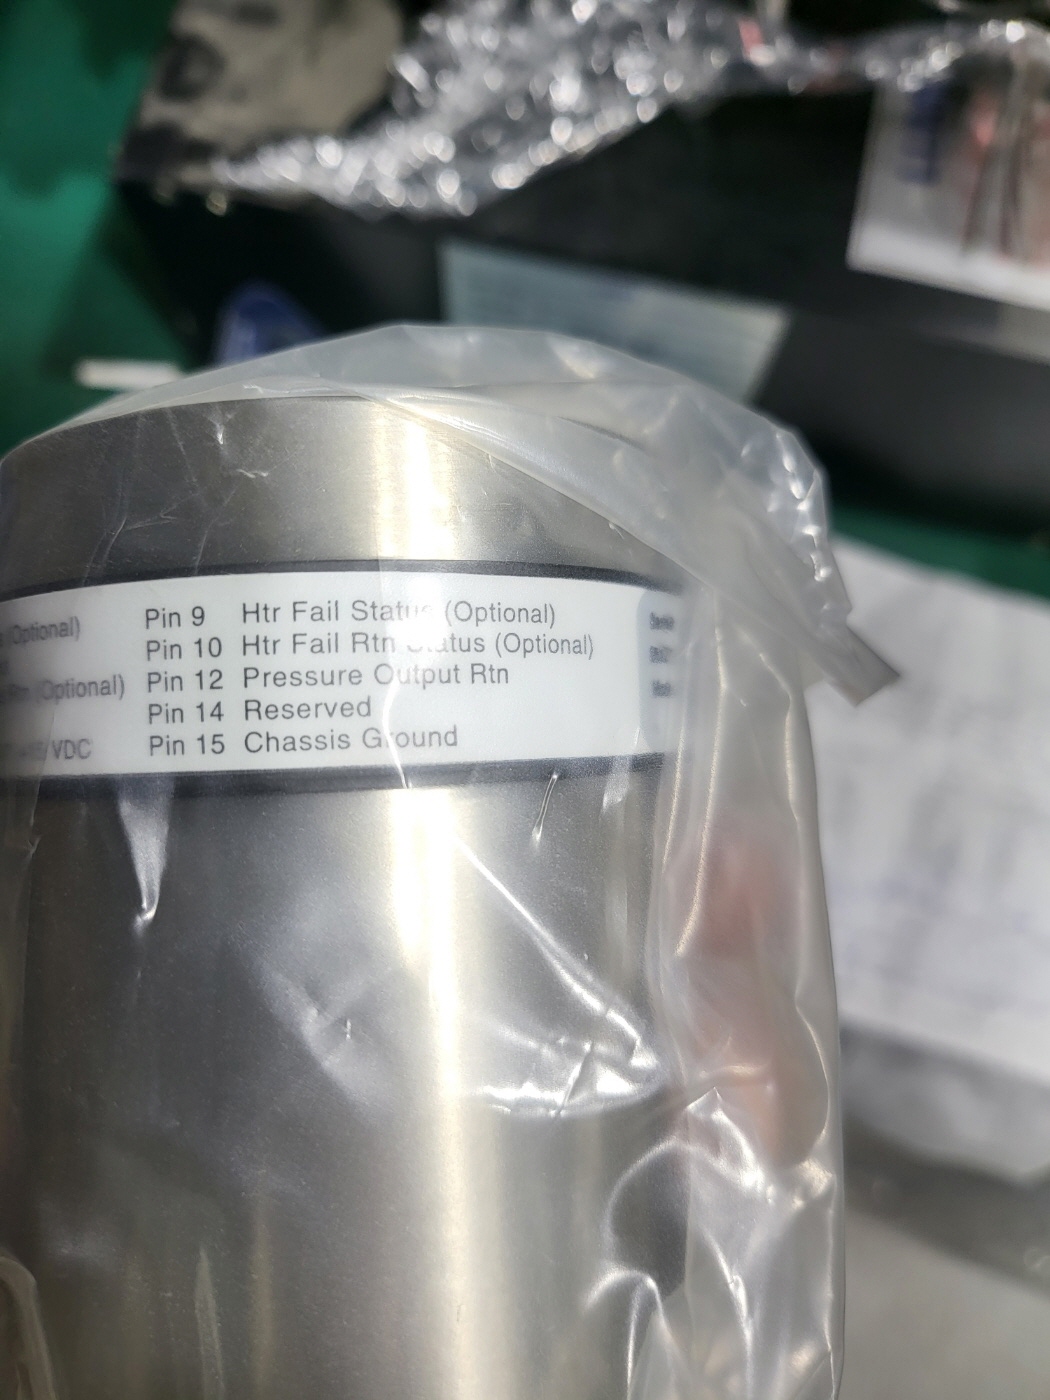 (Optional)
(Optional)
VDC
Pin 9 Htr Fail Status (Optional)
Pin 10 Htr Fail Rtn Status (Optional)
Pin 12 Pressure Output Rtn
Pin 14 Reserved
Pin 15 Chassis Ground